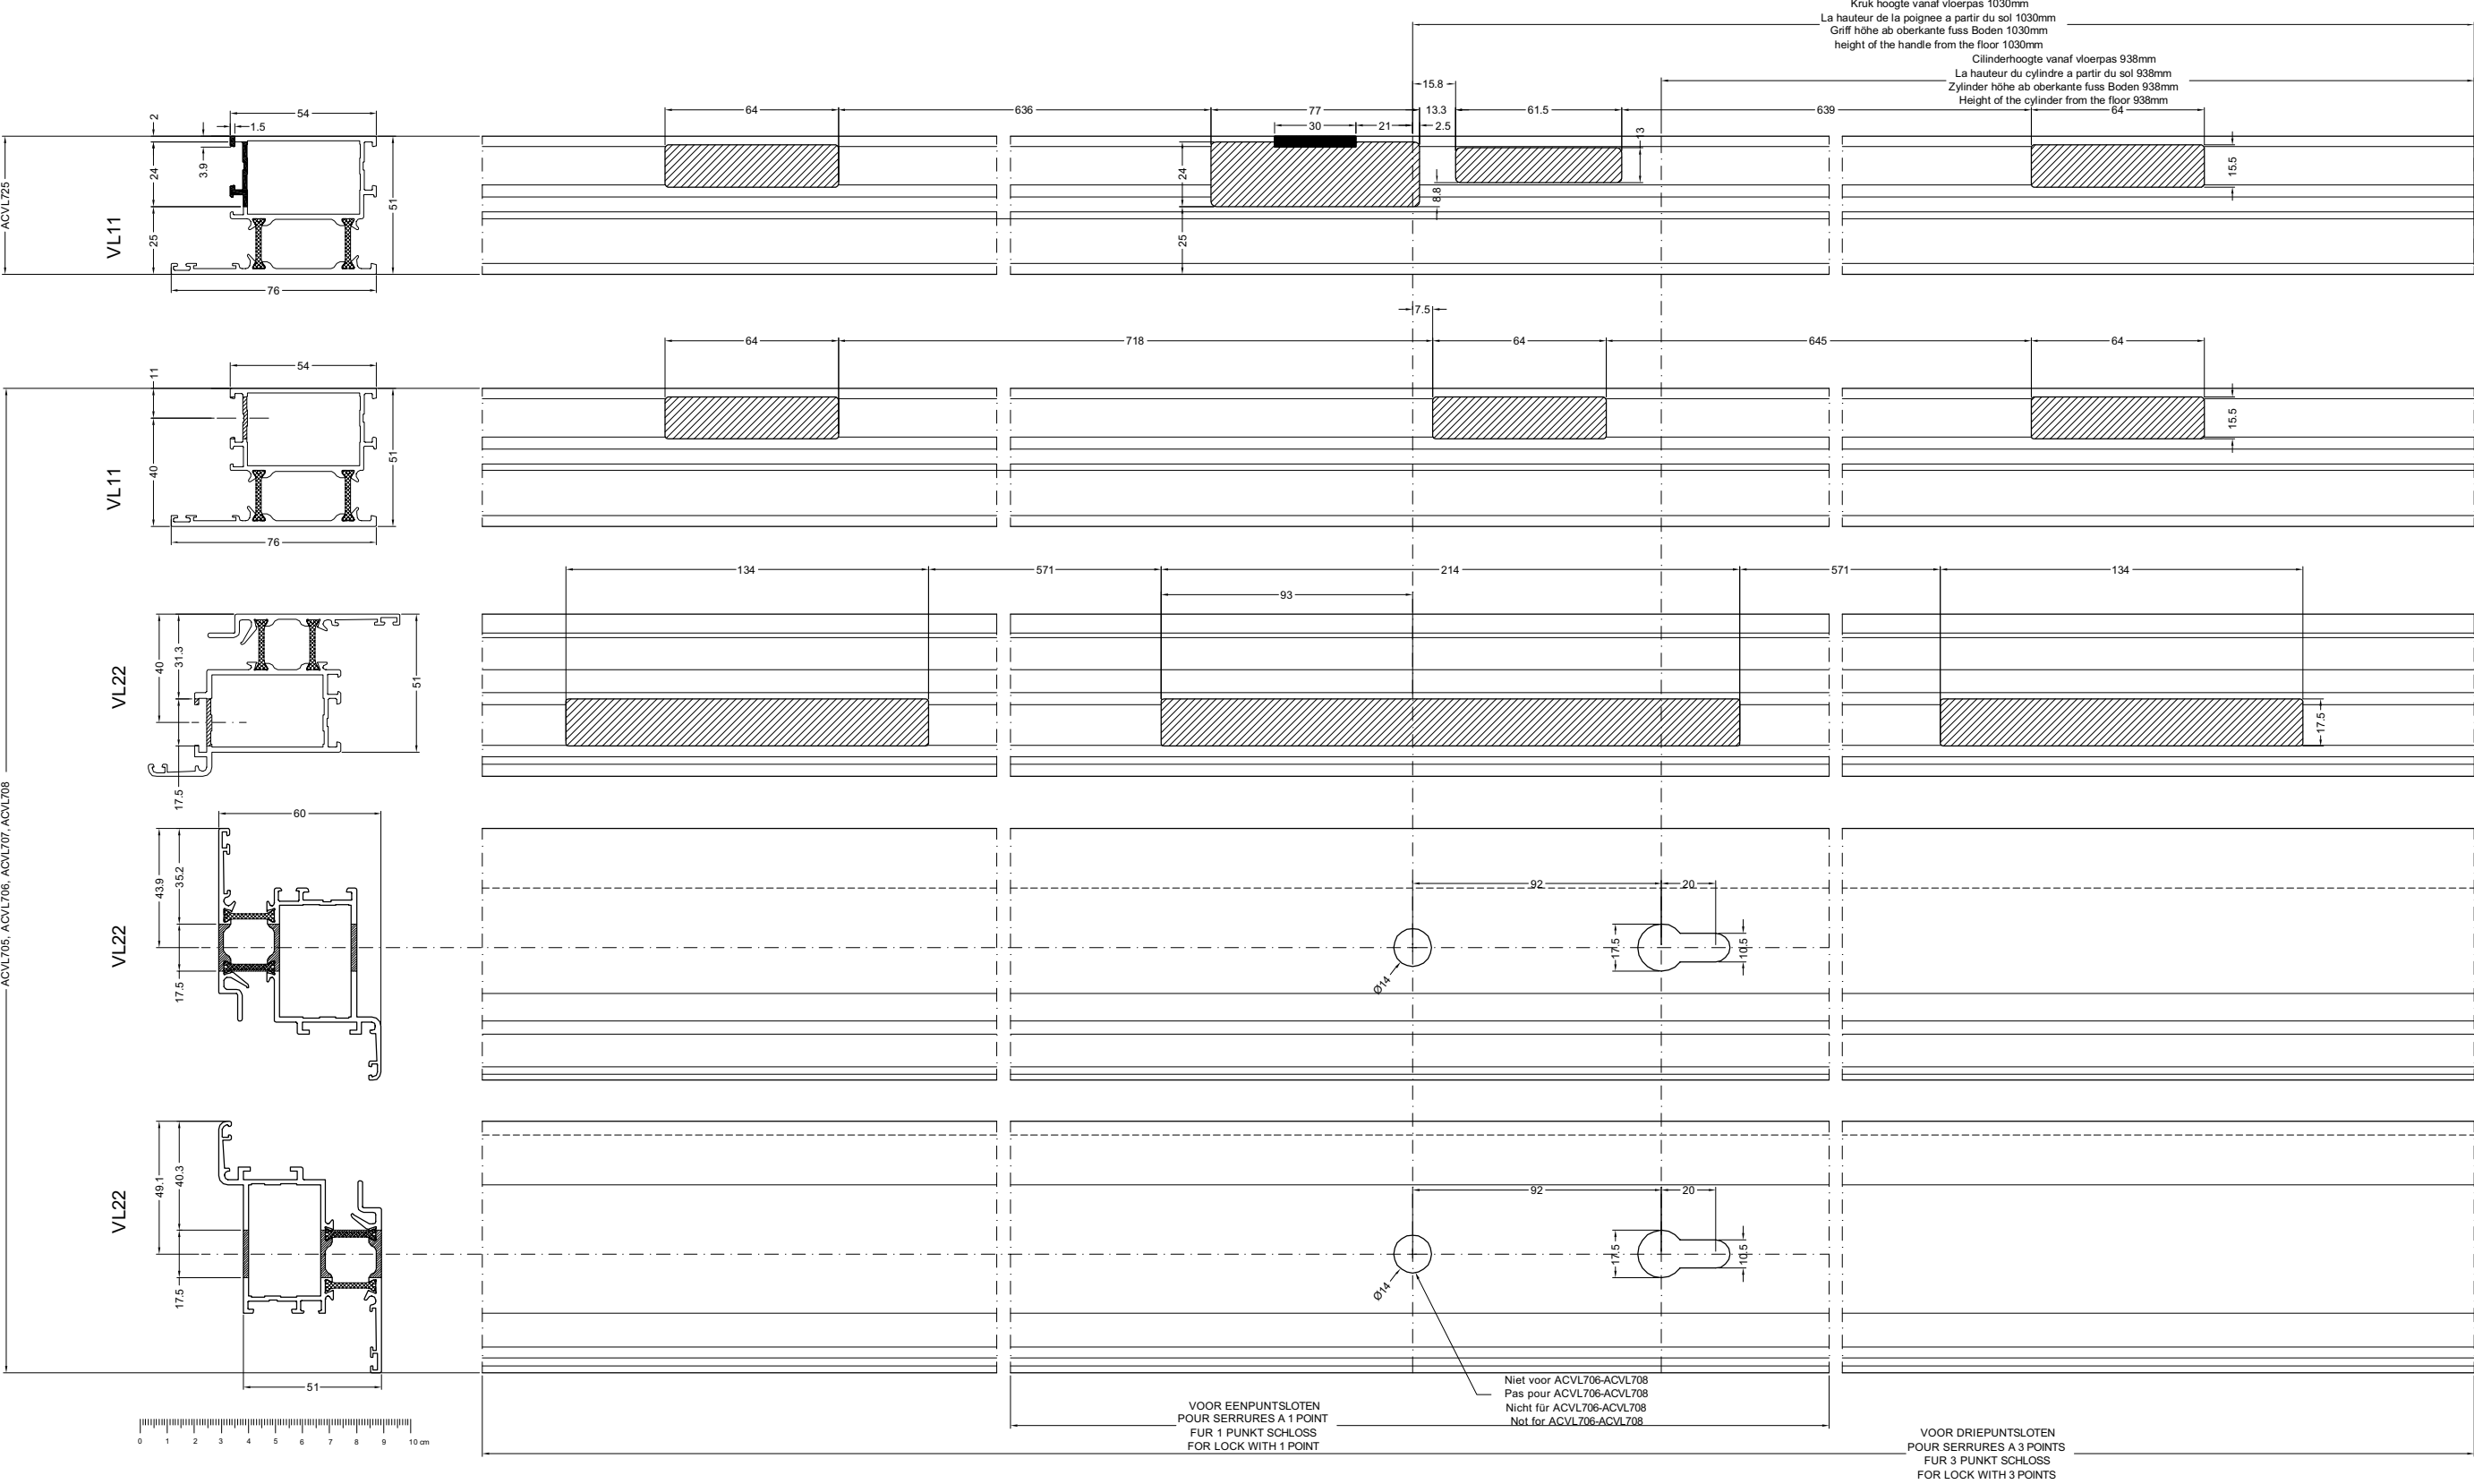 Kruk hoogte vanaf vloerpas 1030mm
La hauteur de la poignee a partir du sol 1030mm
Griff höhe ab oberkante fuss Boden 1030mm
height of the handle from the floor 1030mm
Cilinderhoogte vanaf vloerpas 938mm
La hauteur du cylindre a partir du sol 938mm
Zylinder höhe ab oberkante fuss Boden 938mm
Height of the cylinder from the floor 938mm
ACVL725
VL11
2
54
1.5
24
3.9
25
51
76
64
636
77
30
21
15.8
13.3
2.5
61.5
13
639
64
24
8.8
25
15.5
ACVL705, ACVL706, ACVL707, ACVL708
VL11
11
54
40
51
76
64
718
7.5
64
645
64
15.5
VL22
40
31.3
17.5
51
134
571
214
93
571
134
17.5
VL22
60
43.9
35.2
17.5
92
20
17.5
10.5
Ø14
VL22
49.1
40.3
17.5
51
92
20
17.5
10.5
Ø14
Niet voor ACVL706-ACVL708
Pas pour ACVL706-ACVL708
Nicht für ACVL706-ACVL708
Not for ACVL706-ACVL708
VOOR EENPUNTSLOTEN
POUR SERRURES A 1 POINT
FUR 1 PUNKT SCHLOSS
FOR LOCK WITH 1 POINT
VOOR DRIEPUNTSLOTEN
POUR SERRURES A 3 POINTS
FUR 3 PUNKT SCHLOSS
FOR LOCK WITH 3 POINTS
0 1 2 3 4 5 6 7 8 9 10 cm